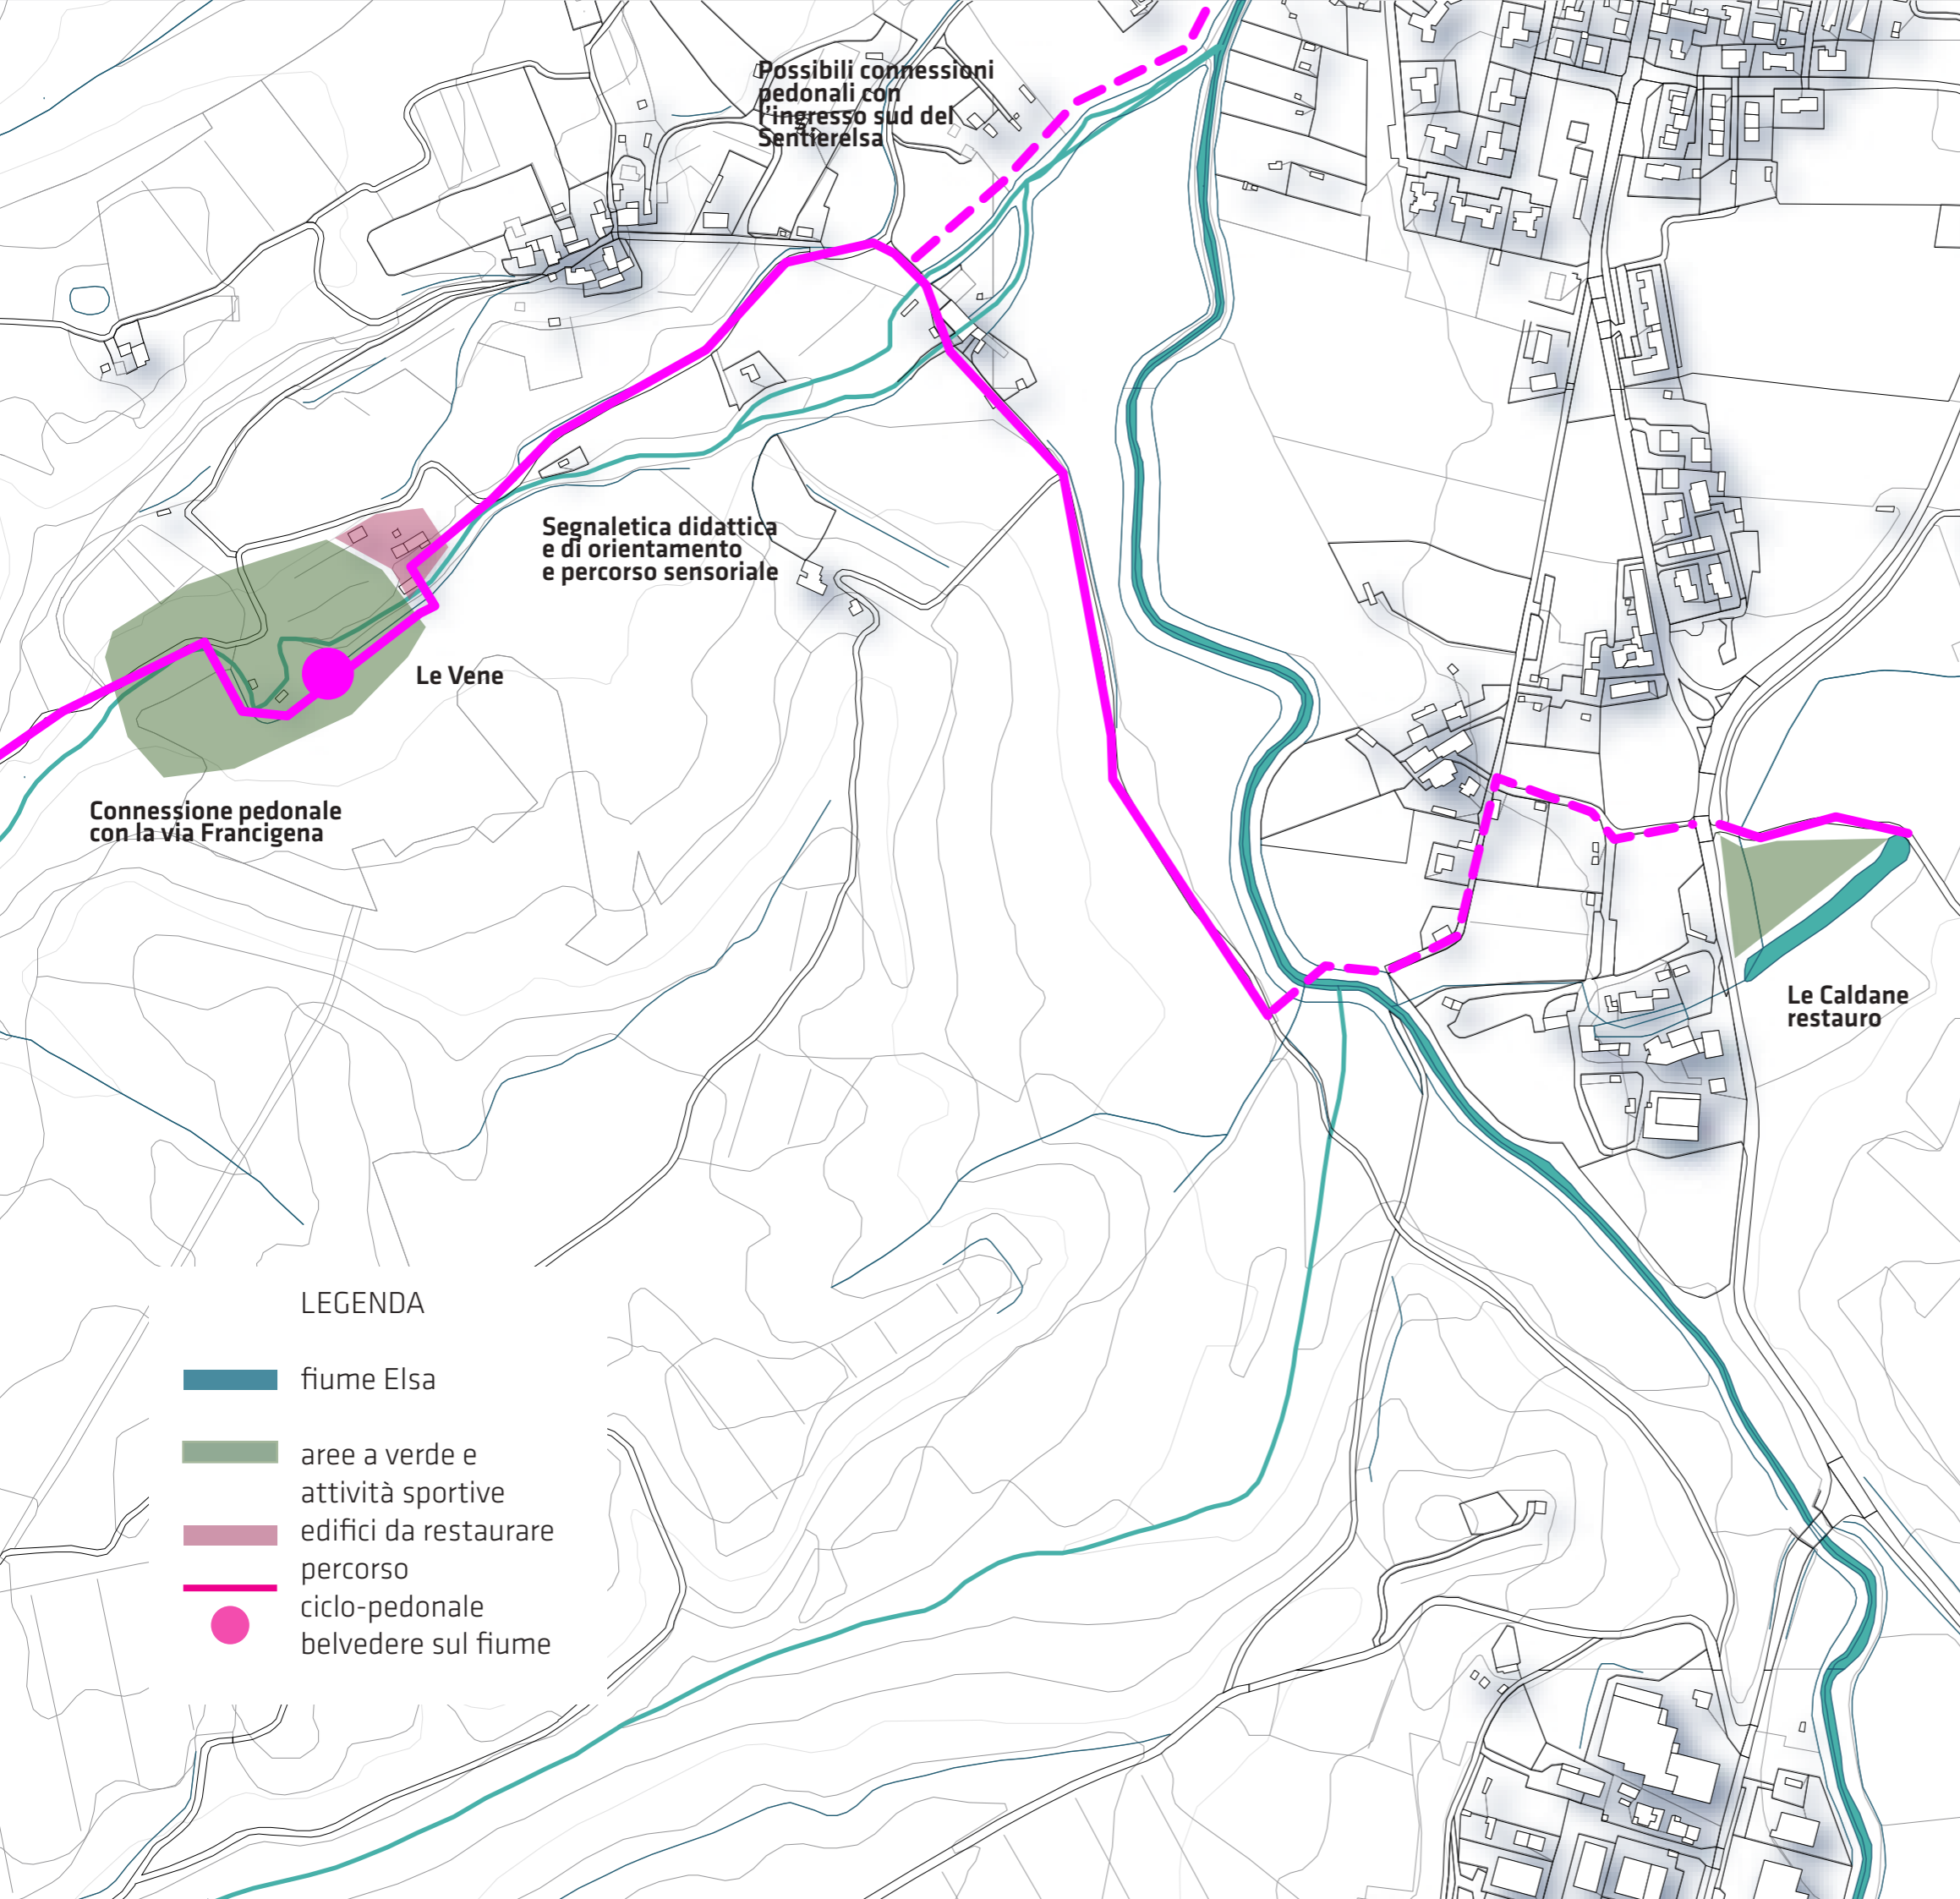 Possibili connessioni
pedonali con
l'ingresso sud del
Sentierelsa
Segnaletica didattica
e di orientamento
e percorso sensoriale
Le Vene
Connessione pedonale
con la via Francigena
Le Caldane
restauro
LEGENDA
fiume Elsa
aree a verde e
attività sportive
edifici da restaurare
percorso
ciclo-pedonale
belvedere sul fiume